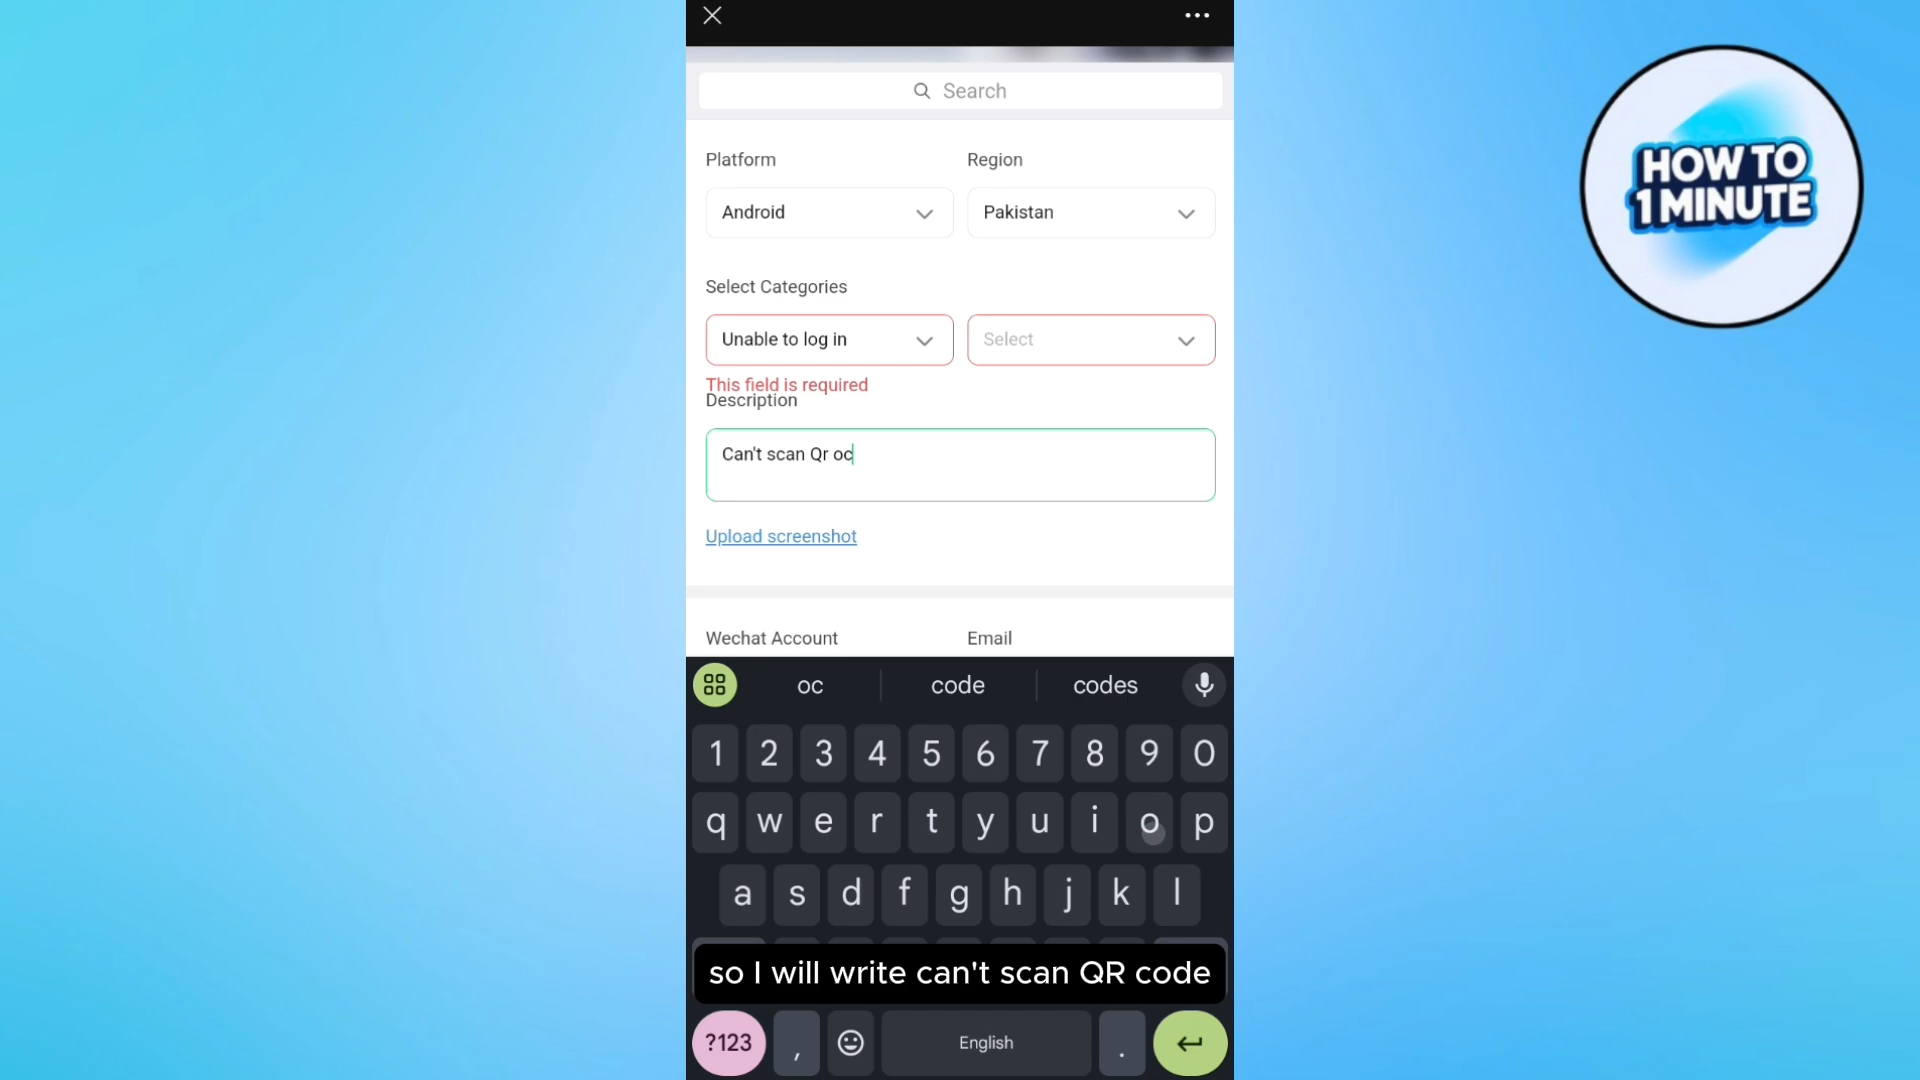 Search
Platform Region
Android Pakistan
Select Categories
Unable to log in Select
This field is required
Description
Can't scan Qr oc
Upload screenshot
Wechat Account Email
oc code codes
1 2 3 4 5 6 7 8 9 0
q w e r t y u i o p
a s d f g h j k l
so I will write can't scan QR code
?123 , English .
HOW TO
1 MINUTE